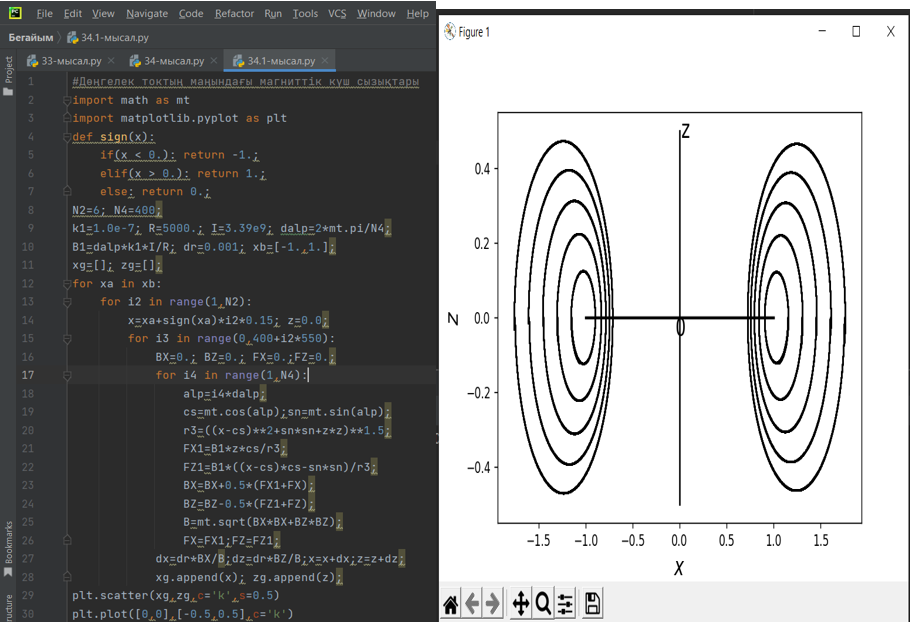 File Edit View Navigate Code Refactor Run Tools VCS Window Help
Бегайым 34.1-мысал.py
33-мысал.py 34-мысал.py 34.1-мысал.py
Project
Bookmarks
ructure
1 #Дөңгелек токтың маңындағы магниттік күш сызықтары
2 import math as mt
3 import matplotlib.pyplot as plt
4 def sign(x):
5 if(x < 0.): return -1.;
6 elif(x > 0.): return 1.;
7 else: return 0.;
8 N2=6; N4=400;
9 k1=1.0e-7; R=5000.; I=3.39e9; dalp=2*mt.pi/N4;
10 B1=dalp*k1*I/R; dr=0.001; xb=[-1.,1.];
11 xg=[]; zg=[];
12 for xa in xb:
13 for i2 in range(1,N2):
14 x=xa+sign(xa)*i2*0.15; z=0.0;
15 for i3 in range(0,400+i2*550):
16 BX=0.; BZ=0.; FX=0.;FZ=0.;
17 for i4 in range(1,N4):
18 alp=i4*dalp;
19 cs=mt.cos(alp);sn=mt.sin(alp);
20 r3=((x-cs)**2+sn*sn+z*z)**1.5;
21 FX1=B1*z*cs/r3;
22 FZ1=B1*((x-cs)*cs-sn*sn)/r3;
23 BX=BX+0.5*(FX1+FX);
24 BZ=BZ-0.5*(FZ1+FZ);
25 B=mt.sqrt(BX*BX+BZ*BZ);
26 FX=FX1;FZ=FZ1;
27 dx=dr*BX/B;dz=dr*BZ/B;x=x+dx;z=z+dz;
28 xg.append(x); zg.append(z);
29 plt.scatter(xg,zg,c='k',s=0.5)
30 plt.plot([0,0],[-0.5,0.5],c='k')
Figure 1
Z
0.4
0.2
0.0
−0.2
−0.4
Z
0
−1.5 −1.0 −0.5 0.0 0.5 1.0 1.5
X